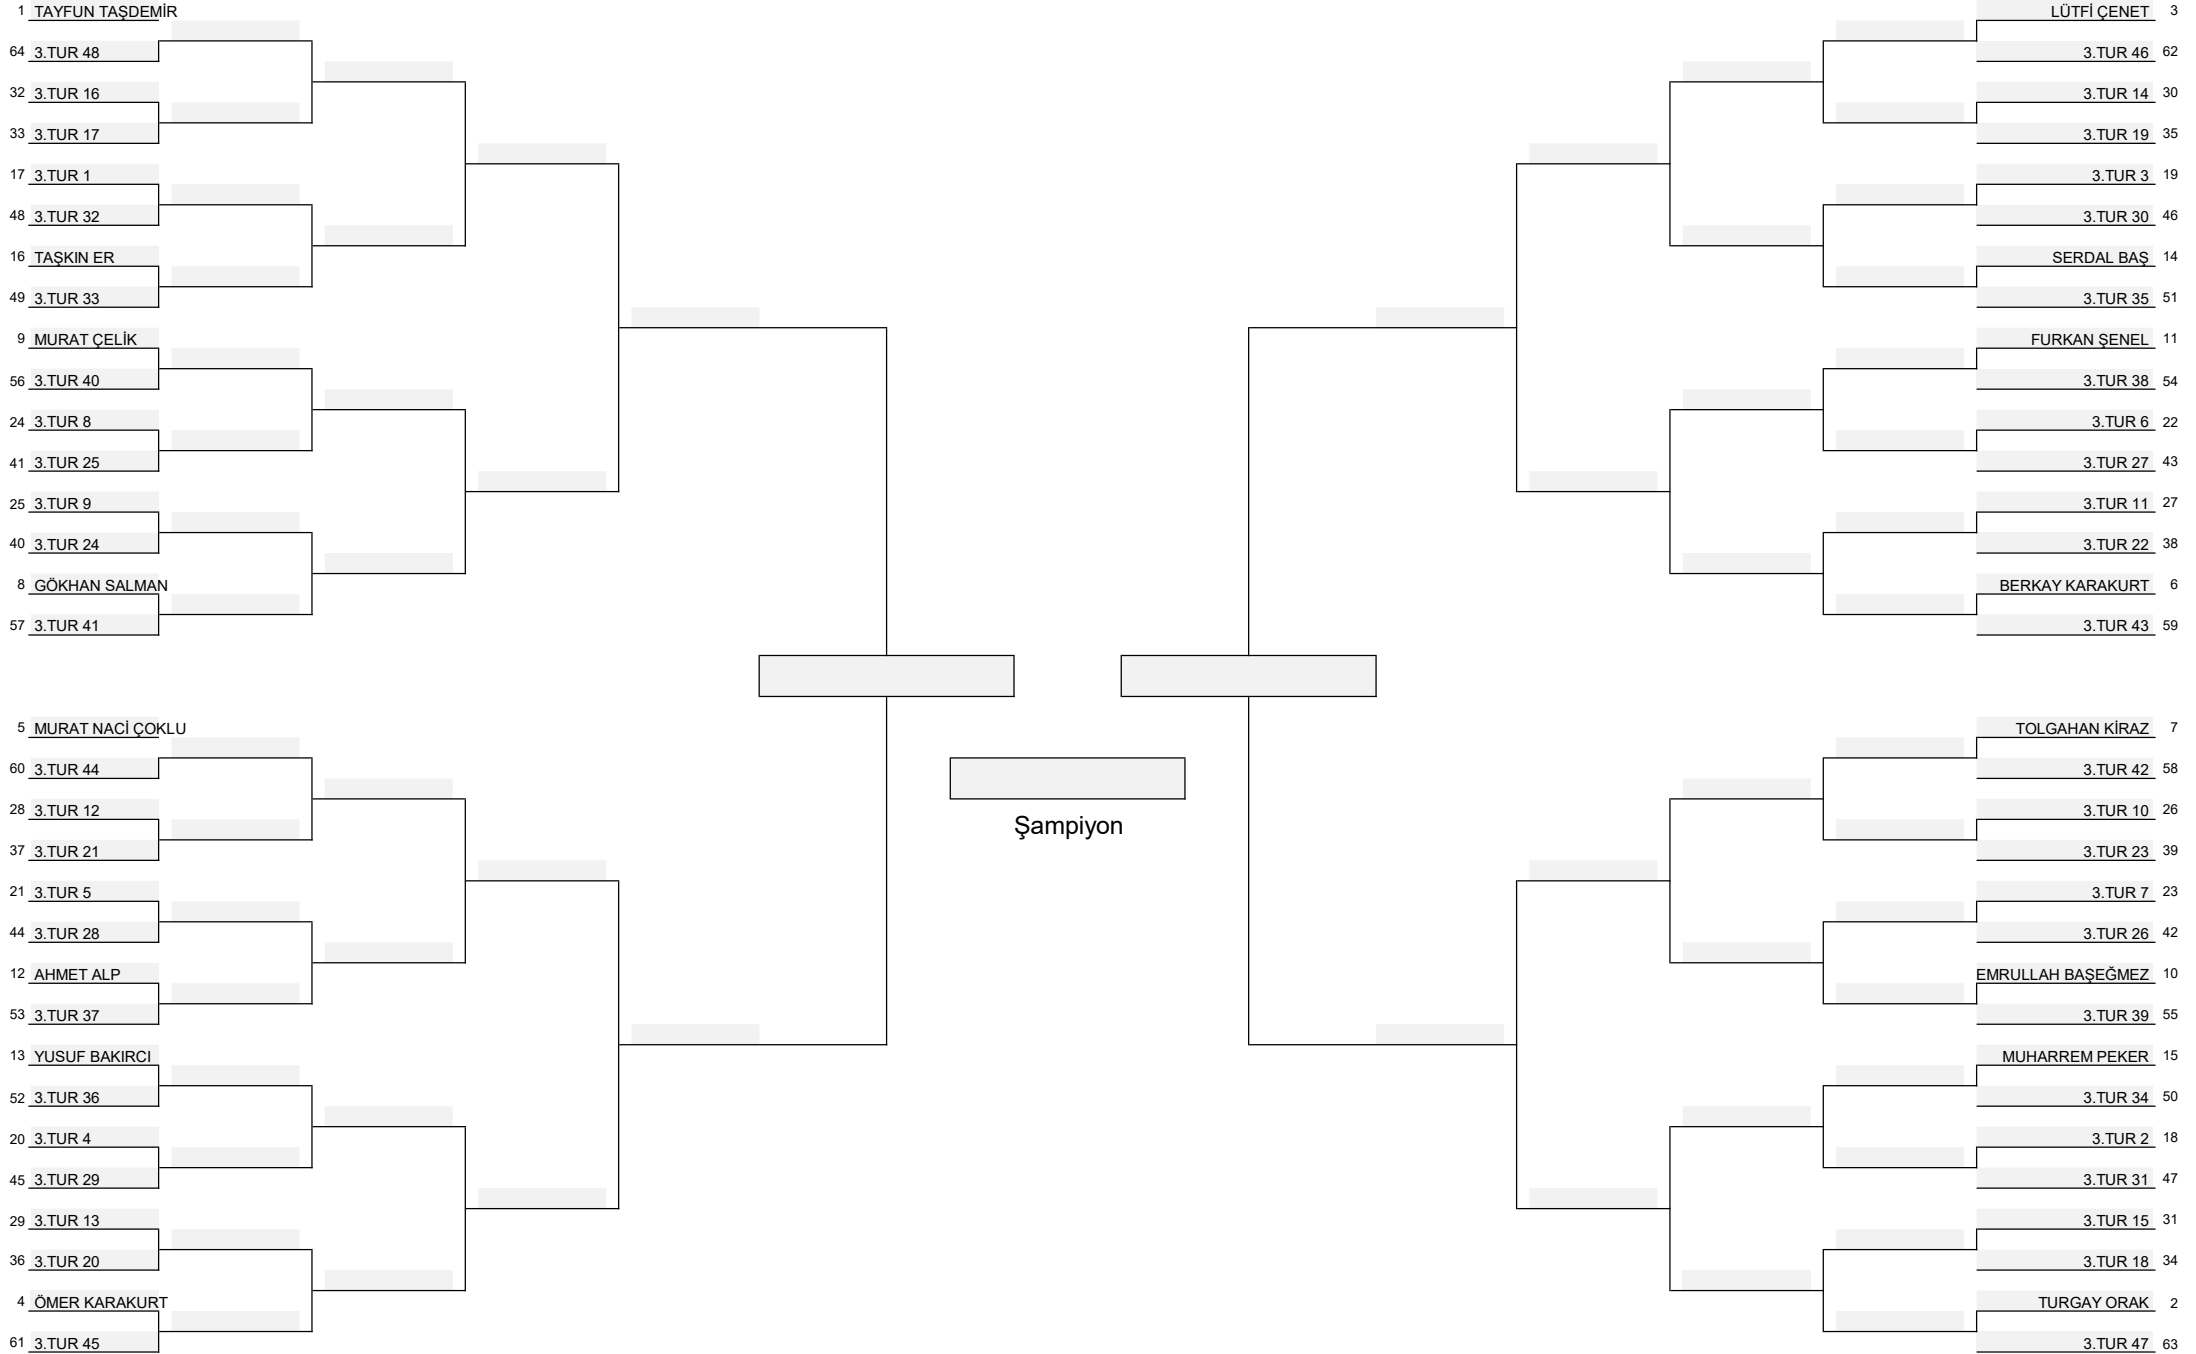 1 TAYFUN TAŞDEMİR
64 3.TUR 48
32 3.TUR 16
33 3.TUR 17
17 3.TUR 1
48 3.TUR 32
16 TAŞKIN ER
49 3.TUR 33
9 MURAT ÇELİK
56 3.TUR 40
24 3.TUR 8
41 3.TUR 25
25 3.TUR 9
40 3.TUR 24
8 GÖKHAN SALMAN
57 3.TUR 41
5 MURAT NACİ ÇOKLU
60 3.TUR 44
28 3.TUR 12
37 3.TUR 21
21 3.TUR 5
44 3.TUR 28
12 AHMET ALP
53 3.TUR 37
13 YUSUF BAKIRCI
52 3.TUR 36
20 3.TUR 4
45 3.TUR 29
29 3.TUR 13
36 3.TUR 20
4 ÖMER KARAKURT
61 3.TUR 45
Şampiyon
LÜTFİ ÇENET 3
3.TUR 46 62
3.TUR 14 30
3.TUR 19 35
3.TUR 3 19
3.TUR 30 46
SERDAL BAŞ 14
3.TUR 35 51
FURKAN ŞENEL 11
3.TUR 38 54
3.TUR 6 22
3.TUR 27 43
3.TUR 11 27
3.TUR 22 38
BERKAY KARAKURT 6
3.TUR 43 59
TOLGAHAN KİRAZ 7
3.TUR 42 58
3.TUR 10 26
3.TUR 23 39
3.TUR 7 23
3.TUR 26 42
EMRULLAH BAŞEĞMEZ 10
3.TUR 39 55
MUHARREM PEKER 15
3.TUR 34 50
3.TUR 2 18
3.TUR 31 47
3.TUR 15 31
3.TUR 18 34
TURGAY ORAK 2
3.TUR 47 63